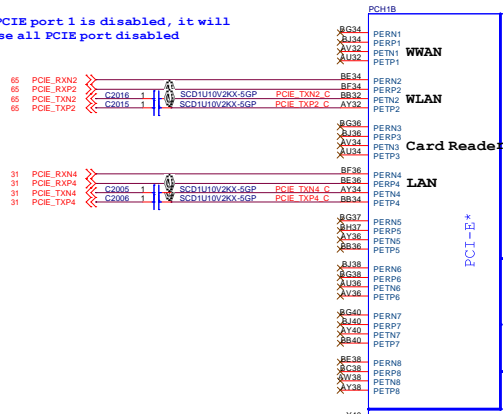 PCH1B
PCIE port 1 is disabled, it will
se all PCIE port disabled
BG34 PERN1
BJ34 PERP1
AV32 PETN1 WWAN
AU32 PETP1
65 PCIE_RXN2 BE34 PERN2
65 PCIE_RXP2 BF34 PERP2
65 PCIE_TXN2 C2016 1 SCD1U10V2KX-5GP PCIE_TXN2_C BB32 PETN2 WLAN
65 PCIE_TXP2 C2015 1 SCD1U10V2KX-5GP PCIE_TXP2_C AY32 PETP2
BG36 PERN3
BJ36 PERP3
AV34 PETN3 Card Reade
AU34 PETP3
31 PCIE_RXN4 BF36 PERN4
31 PCIE_RXP4 BE36 PERP4 LAN
31 PCIE_TXN4 C2005 1 SCD1U10V2KX-5GP PCIE_TXN4_C AY34 PETN4
31 PCIE_TXP4 C2006 1 SCD1U10V2KX-5GP PCIE_TXP4_C BB34 PETP4
BG37 PERN5
BH37 PERP5
AY36 PETN5
BB36 PETP5
PCI-E*
BJ38 PERN6
BG38 PERP6
AU36 PETN6
AV36 PETP6
BG40 PERN7
BJ40 PERP7
AY40 PETN7
BB40 PETP7
BE38 PERN8
BC38 PERP8
AW38 PETN8
AY38 PETP8